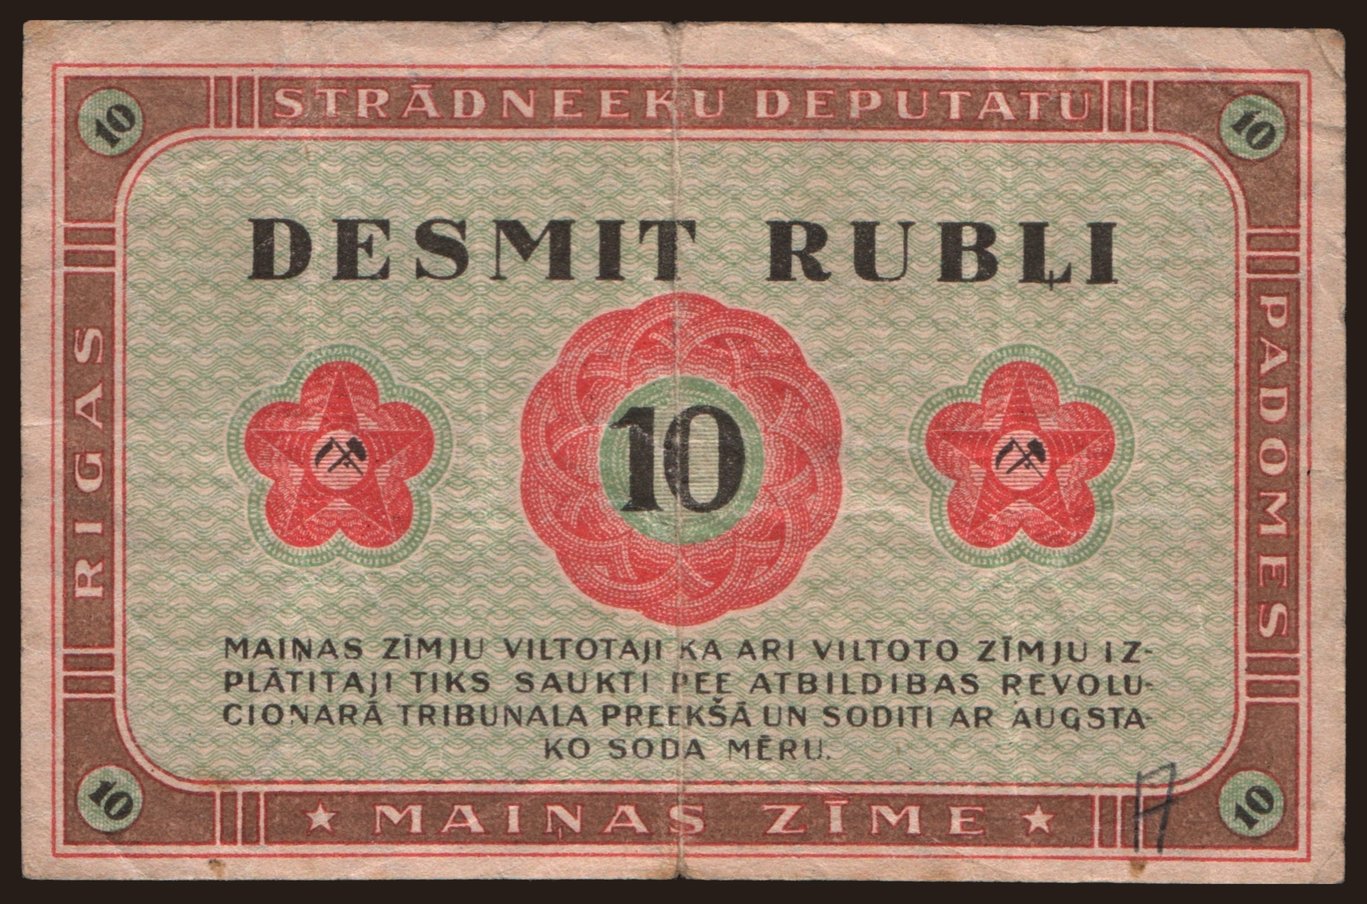 10
STRĀDNEEKU DEPUTATU
10
RIGAS
DESMIT RUBĻI
10
PADOMES
MAIŅAS ZĪMJU VILTOTAJI KA ARI VILTOTO ZĪMJU IZ-
PLĀTITAJI TIKS SAUKTI PEE ATBILDIBAS REVOLU-
CIONARĀ TRIBUNALA PREEKŠĀ UN SODITI AR AUGSTA-
KO SODA MĒRU.
10
MAIŅAS ZĪME
10